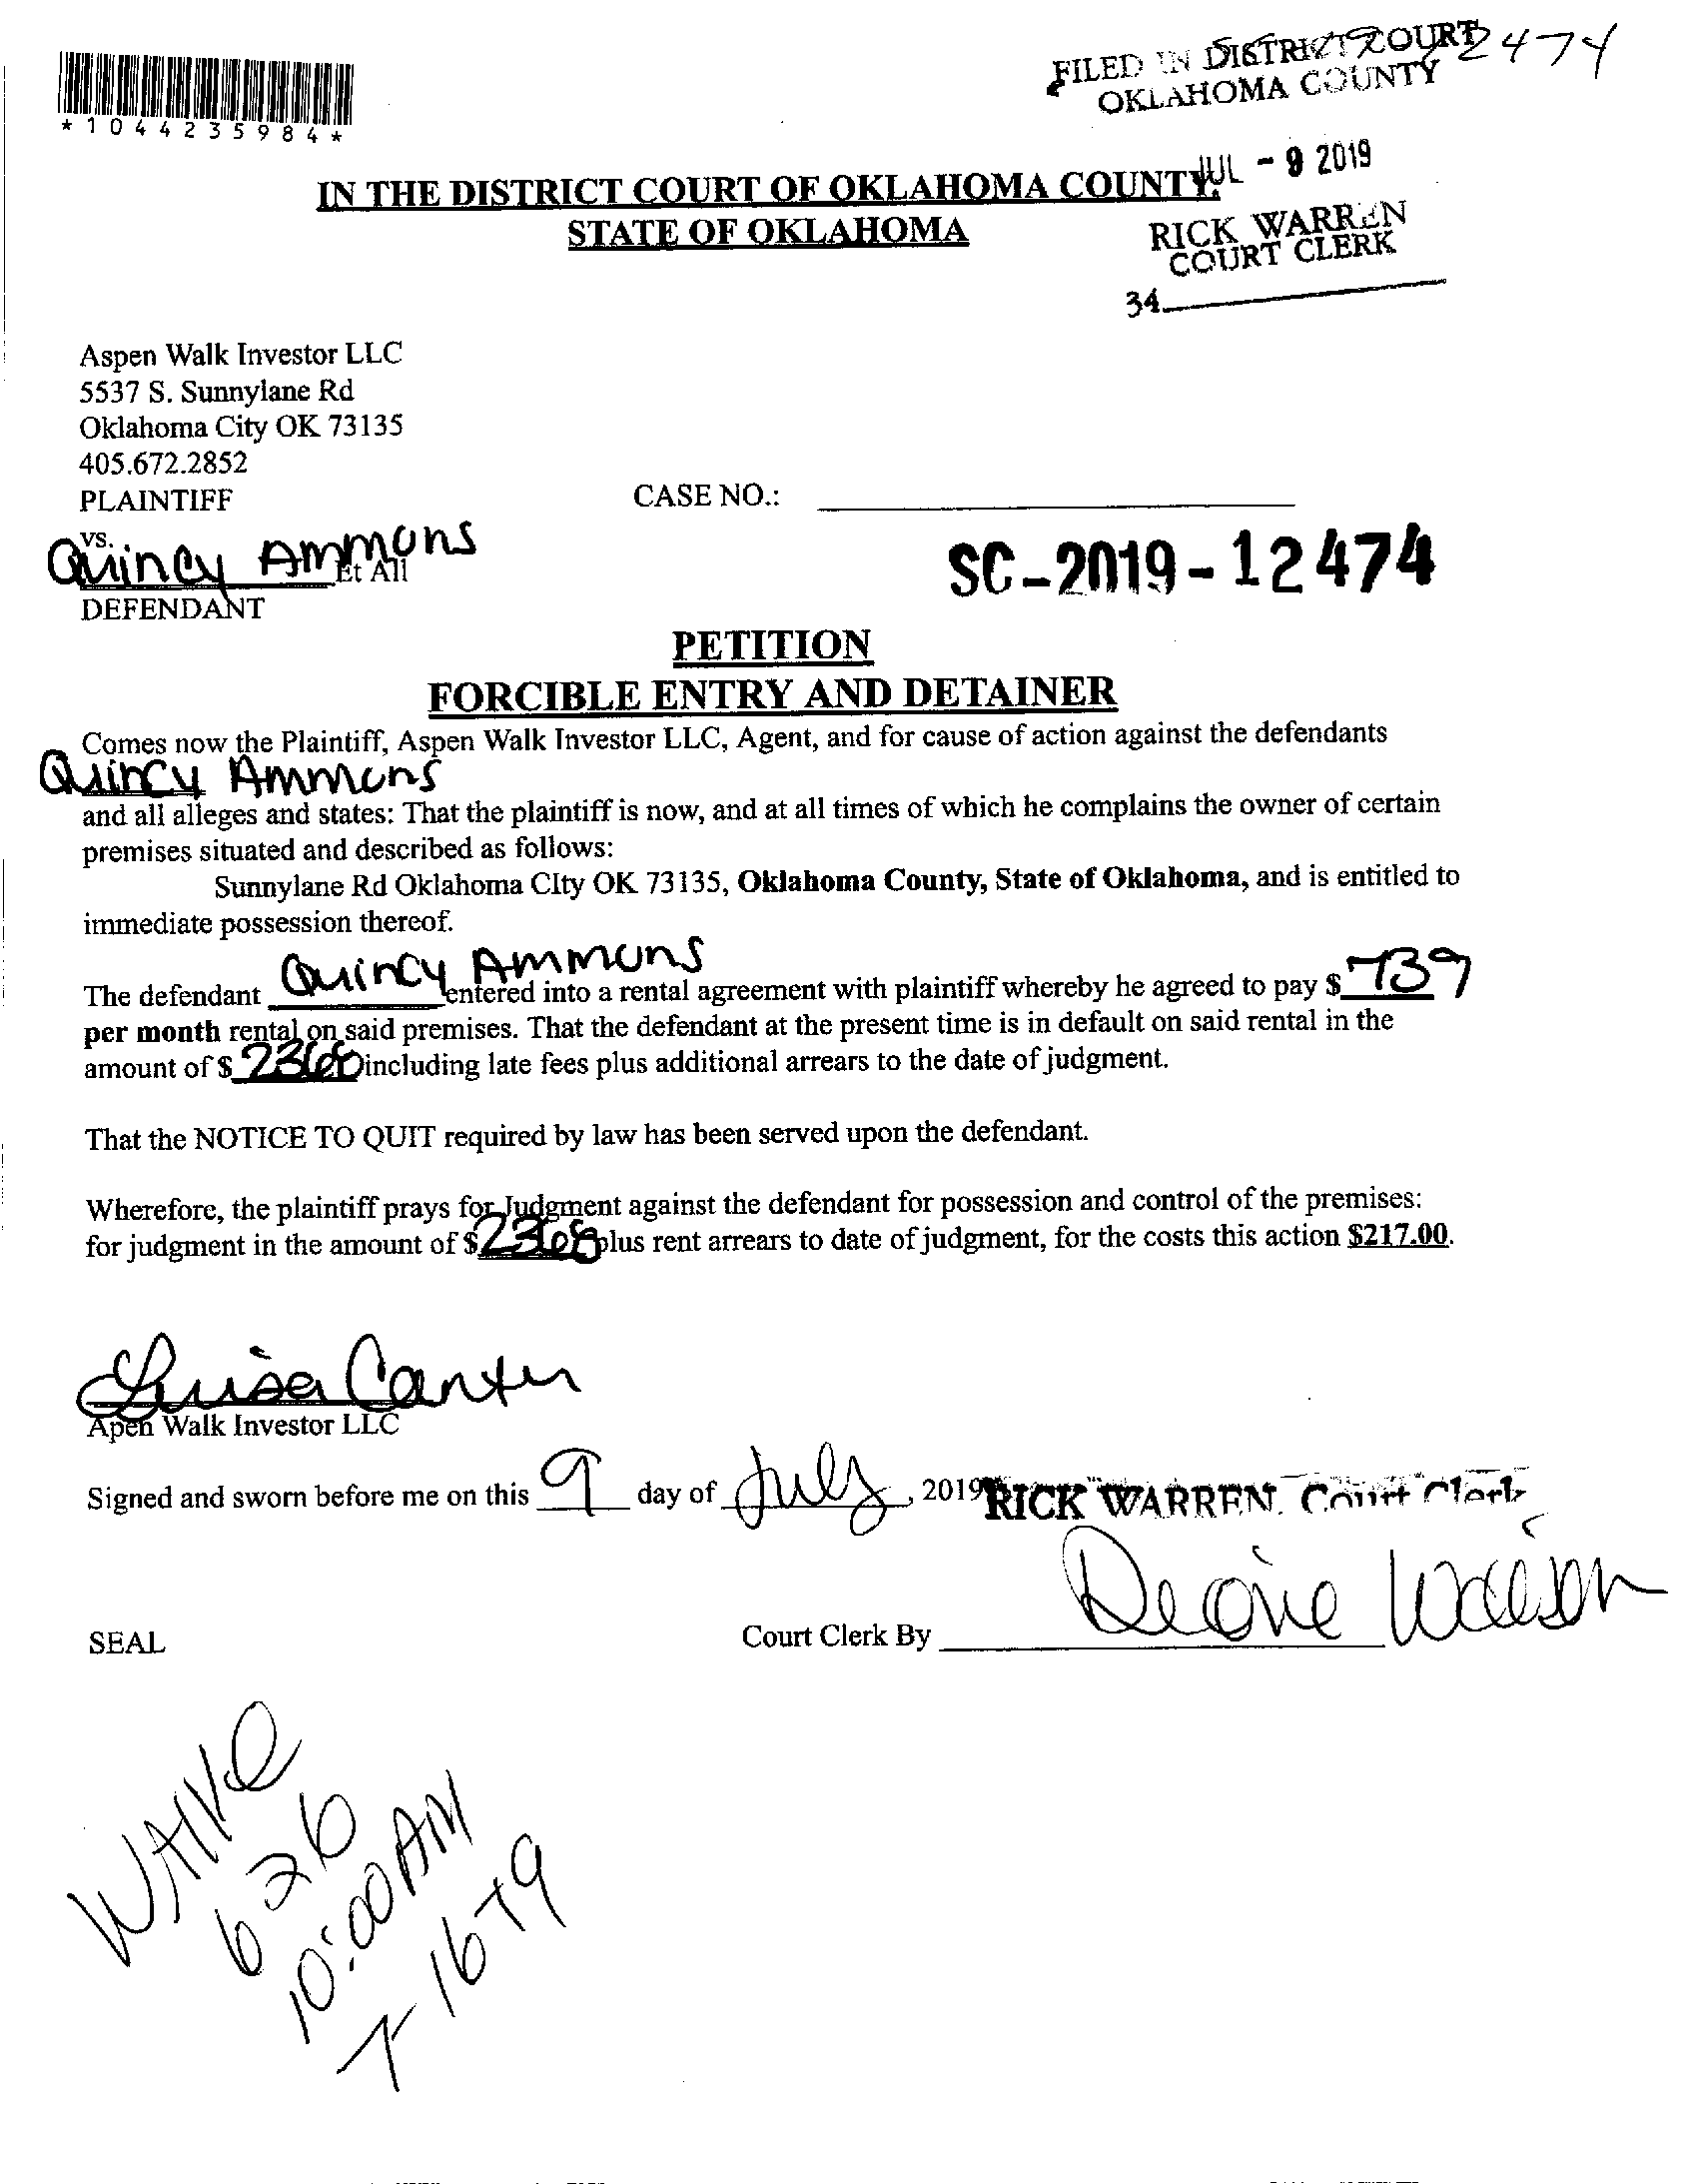 *1044235984*
FILED IN DISTRICT COURT
OKLAHOMA COUNTY
12474
JUL - 9 2019
RICK WARREN
COURT CLERK
34
IN THE DISTRICT COURT OF OKLAHOMA COUNTY,
STATE OF OKLAHOMA
Aspen Walk Investor LLC
5537 S. Sunnylane Rd
Oklahoma City OK 73135
405.672.2852
PLAINTIFF
CASE NO.:
vs.
Quincy Ammons
Et All
DEFENDANT
SC-2019-12474
PETITION
FORCIBLE ENTRY AND DETAINER
Comes now the Plaintiff, Aspen Walk Investor LLC, Agent, and for cause of action against the defendants
Quincy Ammons
and all alleges and states: That the plaintiff is now, and at all times of which he complains the owner of certain
premises situated and described as follows:
Sunnylane Rd Oklahoma CIty OK 73135, Oklahoma County, State of Oklahoma, and is entitled to
immediate possession thereof.
The defendant Quincy Ammons entered into a rental agreement with plaintiff whereby he agreed to pay $ 739
per month rental on said premises. That the defendant at the present time is in default on said rental in the
amount of $ including late fees plus additional arrears to the date of judgment.
That the NOTICE TO QUIT required by law has been served upon the defendant.
Wherefore, the plaintiff prays for Judgment against the defendant for possession and control of the premises:
for judgment in the amount of $ plus rent arrears to date of judgment, for the costs this action $217.00.
Luisa Canter
Apen Walk Investor LLC
Signed and sworn before me on this 9 day of July, 2019 RICK WARREN, Court Clerk
SEAL
Court Clerk By
626
10:00 AM
7-16-19